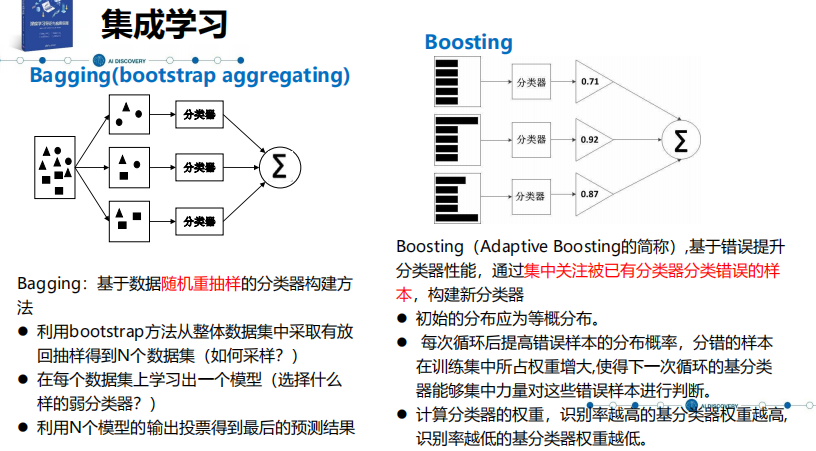 集成学习
AI DISCOVERY
Bagging(bootstrap aggregating)
分类器
分类器
分类器
Σ
Bagging：基于数据随机重抽样的分类器构建方
法
● 利用bootstrap方法从整体数据集中采取有放
回抽样得到N个数据集（如何采样？）
● 在每个数据集上学习出一个模型（选择什么
样的弱分类器？）
● 利用N个模型的输出投票得到最后的预测结果
Boosting
分类器
0.71
分类器
0.92
分类器
0.87
Σ
Boosting（Adaptive Boosting的简称）,基于错误提升
分类器性能，通过集中关注被已有分类器分类错误的样
本，构建新分类器
● 初始的分布应为等概分布。
● 每次循环后提高错误样本的分布概率，分错的样本
在训练集中所占权重增大,使得下一次循环的基分类
器能够集中力量对这些错误样本进行判断。
● 计算分类器的权重，识别率越高的基分类器权重越高,
识别率越低的基分类器权重越低。
AI DISCOVERY